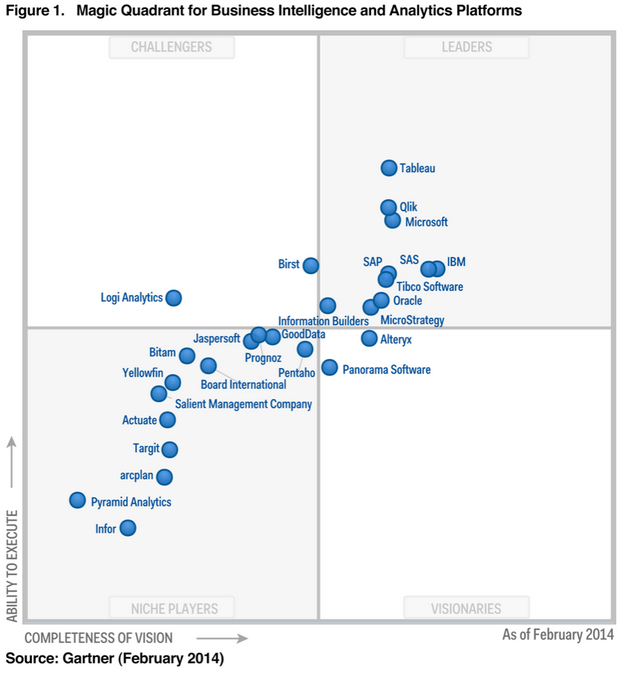 Figure 1.   Magic Quadrant for Business Intelligence and Analytics Platforms
CHALLENGERS
LEADERS
Tableau
Qlik
Microsoft
Birst
SAP
SAS
IBM
Tibco Software
Logi Analytics
Oracle
Information Builders
MicroStrategy
Jaspersoft
GoodData
Alteryx
Bitam
Prognoz
Yellowfin
Board International
Pentaho
Panorama Software
Salient Management Company
Actuate
Targit
arcplan
Pyramid Analytics
Infor
ABILITY TO EXECUTE
NICHE PLAYERS
VISIONARIES
COMPLETENESS OF VISION
As of February 2014
Source: Gartner (February 2014)